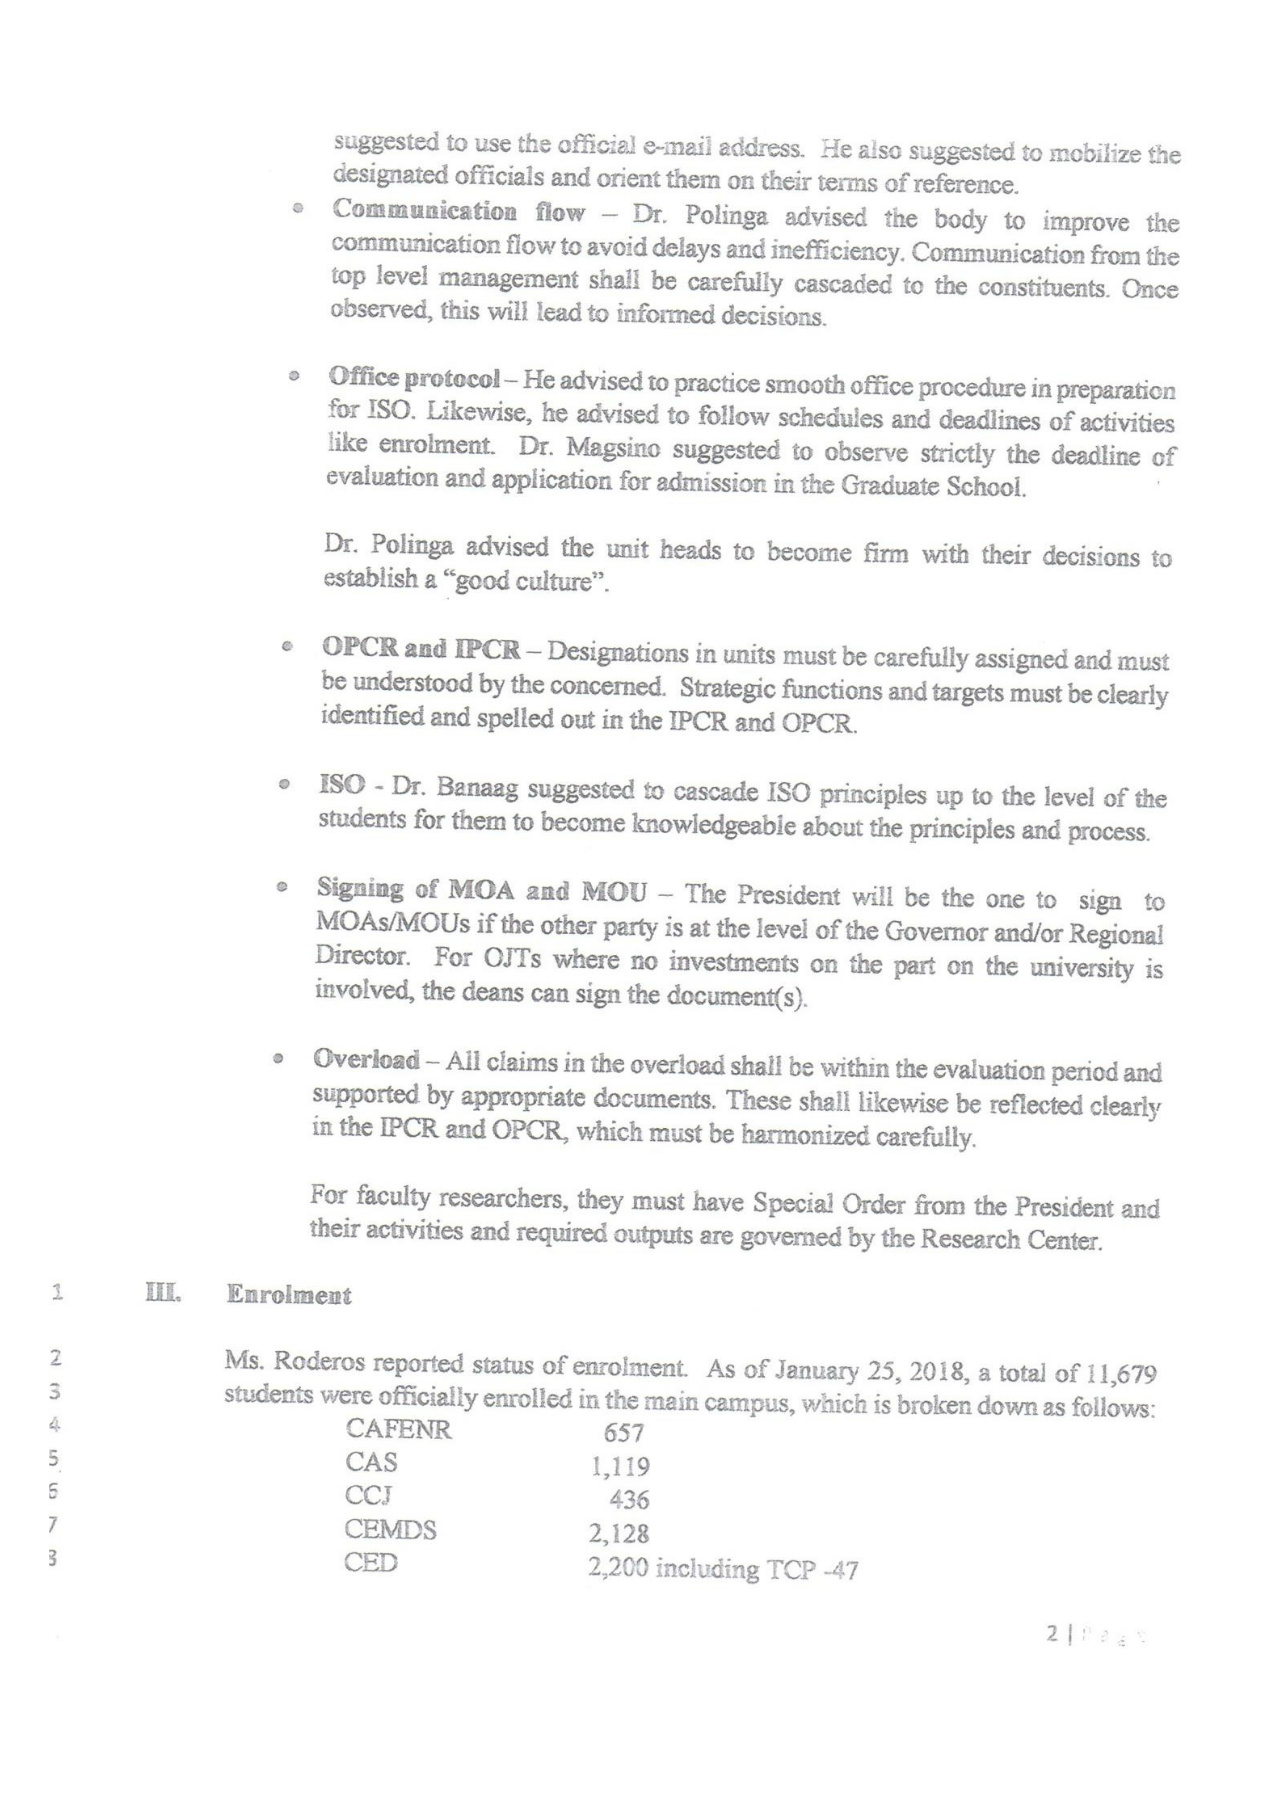 suggested to use the official e-mail address. He also suggested to mobilize the
designated officials and orient them on their terms of reference.
• Communication flow – Dr. Polinga advised the body to improve the
communication flow to avoid delays and inefficiency. Communication from the
top level management shall be carefully cascaded to the constituents. Once
observed, this will lead to informed decisions.
• Office protocol – He advised to practice smooth office procedure in preparation
for ISO. Likewise, he advised to follow schedules and deadlines of activities
like enrolment. Dr. Magsino suggested to observe strictly the deadline of
evaluation and application for admission in the Graduate School.
Dr. Polinga advised the unit heads to become firm with their decisions to
establish a “good culture”.
• OPCR and IPCR – Designations in units must be carefully assigned and must
be understood by the concerned. Strategic functions and targets must be clearly
identified and spelled out in the IPCR and OPCR.
• ISO - Dr. Banaag suggested to cascade ISO principles up to the level of the
students for them to become knowledgeable about the principles and process.
• Signing of MOA and MOU – The President will be the one to sign to
MOAs/MOUs if the other party is at the level of the Governor and/or Regional
Director. For OJTs where no investments on the part on the university is
involved, the deans can sign the document(s).
• Overload – All claims in the overload shall be within the evaluation period and
supported by appropriate documents. These shall likewise be reflected clearly
in the IPCR and OPCR, which must be harmonized carefully.
For faculty researchers, they must have Special Order from the President and
their activities and required outputs are governed by the Research Center.
1 III. Enrolment
2 Ms. Roderos reported status of enrolment. As of January 25, 2018, a total of 11,679
3 students were officially enrolled in the main campus, which is broken down as follows:
4 CAFENR 657
5 CAS 1,119
6 CCJ 436
7 CEMDS 2,128
8 CED 2,200 including TCP -47
2 | Page